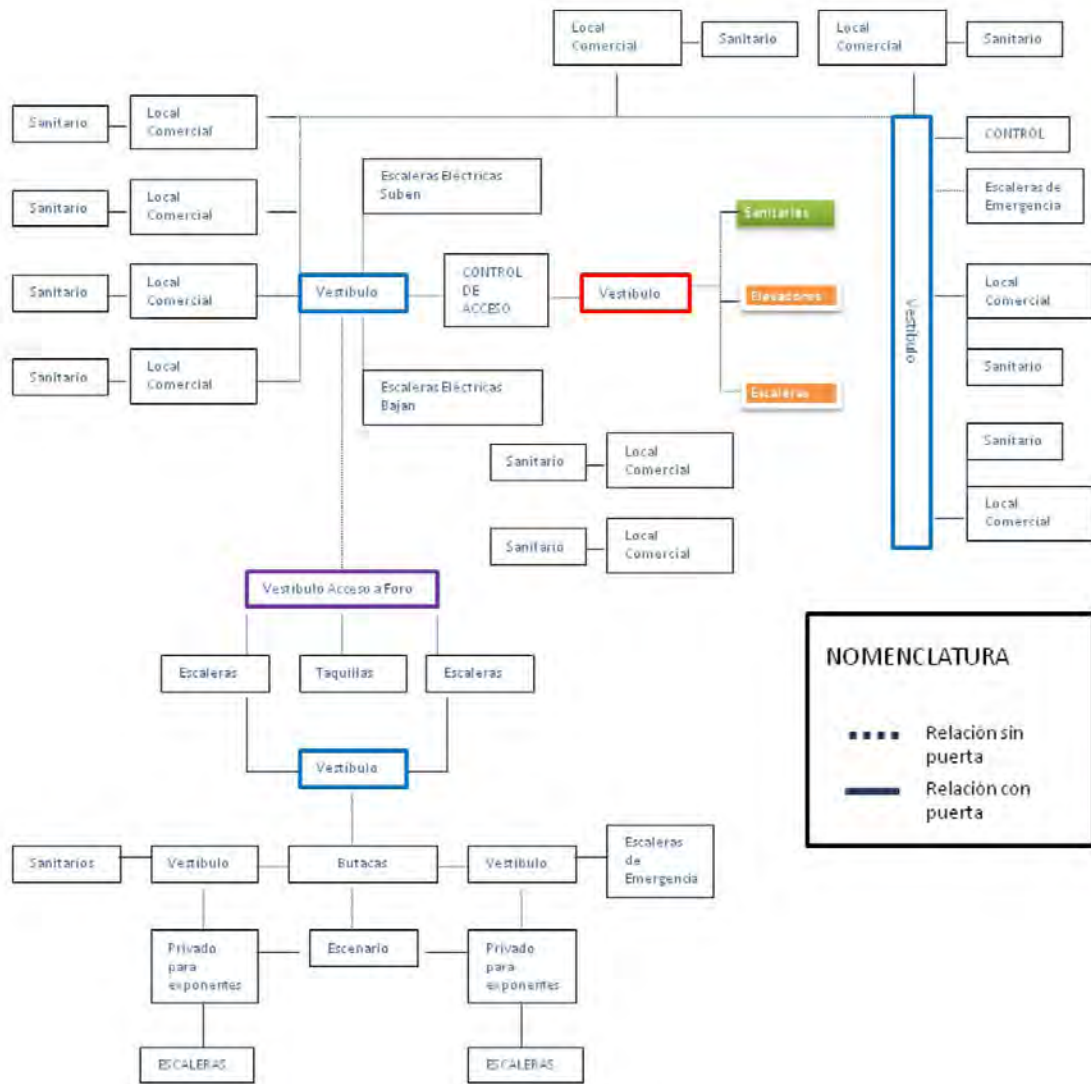 Local
Comercial
Sanitario
Local
Comercial
Sanitario
Sanitario
Local
Comercial
CONTROL
Escaleras Eléctricas
Suben
Escaleras de
Emergencia
Sanitario
Local
Comercial
Sanitarios
Sanitario
Local
Comercial
Vestíbulo
CONTROL
DE
ACCESO
Vestíbulo
Elevadores
Vestíbulo
Local
Comercial
Sanitario
Sanitario
Local
Comercial
Escaleras Eléctricas
Bajan
Escaleras
Sanitario
Local
Comercial
Sanitario
Sanitario
Local
Comercial
Local
Comercial
Vestíbulo Acceso a Foro
Escaleras
Taquillas
Escaleras
Vestíbulo
NOMENCLATURA
Relación sin
puerta
Relación con
puerta
Sanitarios
Vestíbulo
Butacas
Vestíbulo
Escaleras
de
Emergencia
Privado
para
exponentes
Escenario
Privado
para
exponentes
ESCALERAS
ESCALERAS